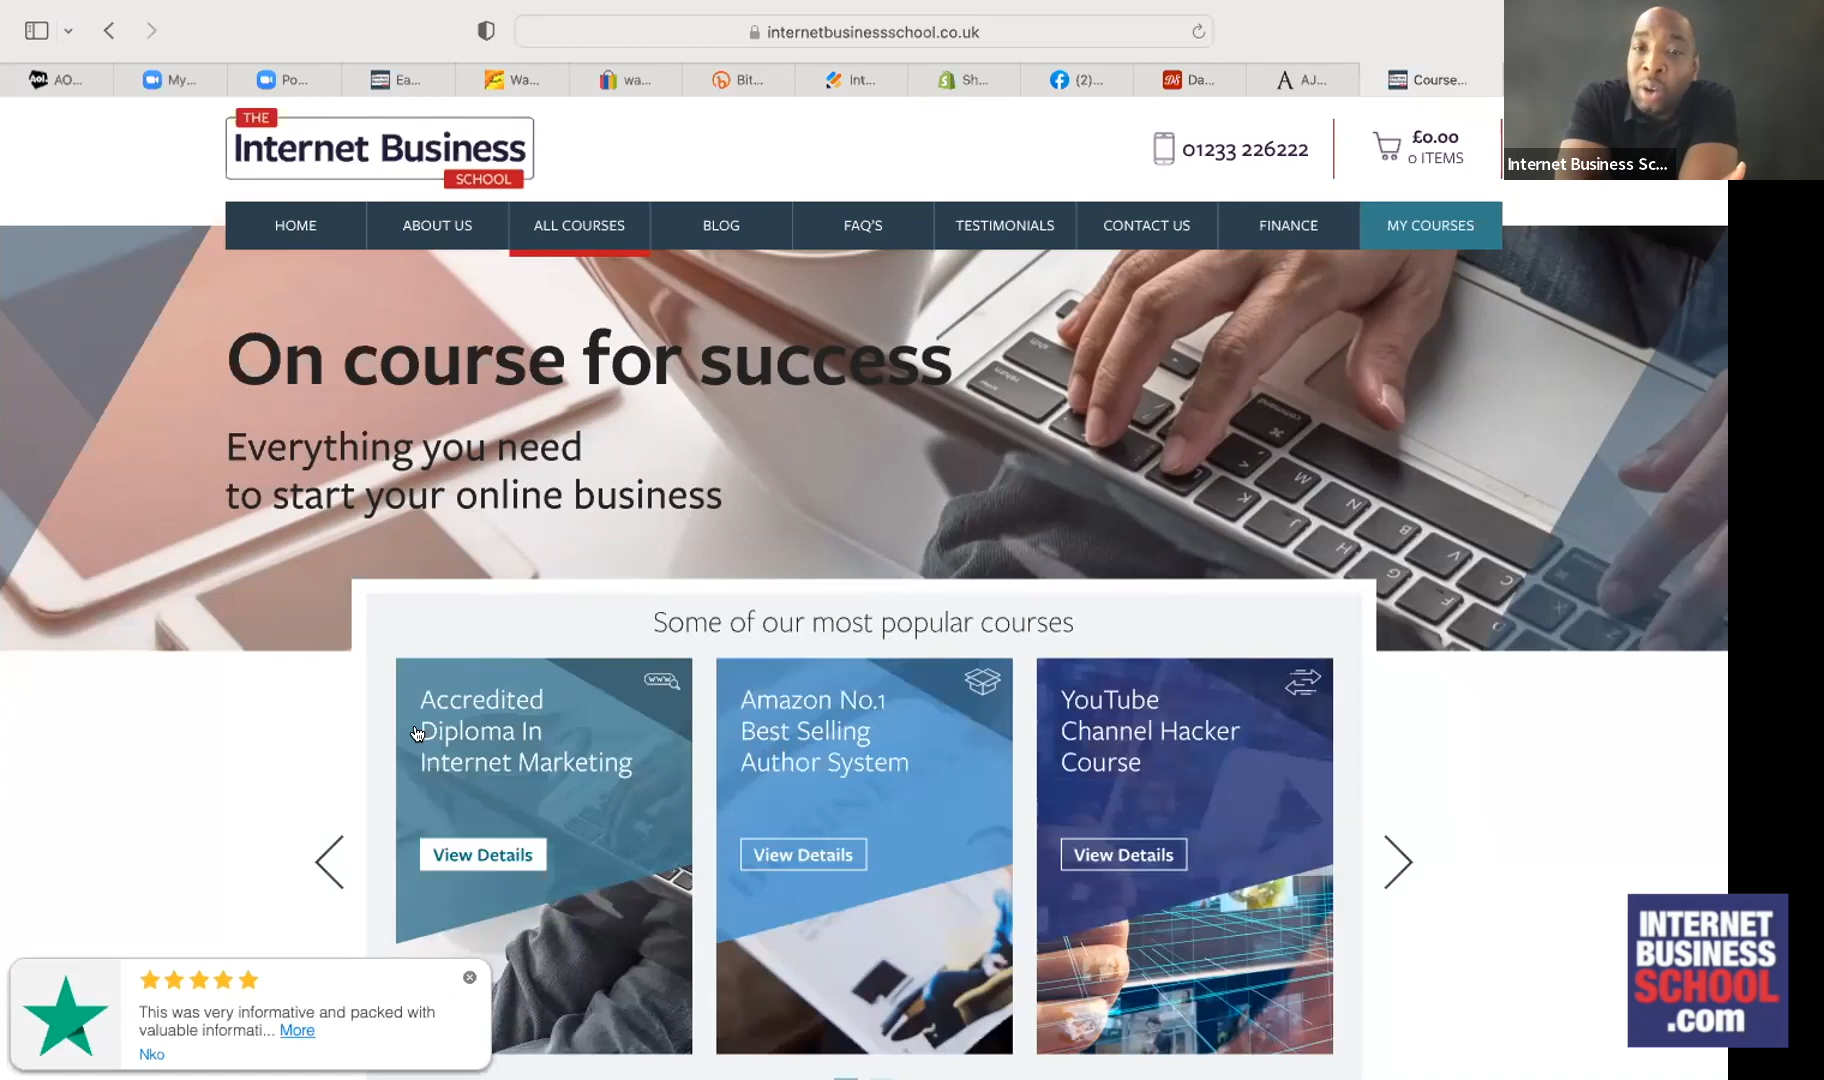 internetbusinessschool.co.uk
Aol.
AO...
My...
Po...
Ea...
Wa...
wa...
Bit...
Int...
Sh...
(2)...
DS
Da...
AJ...
Course...
THE
Internet Business
SCHOOL
01233 226222
£0.00
0 ITEMS
Internet Business Sc...
HOME
ABOUT US
ALL COURSES
BLOG
FAQ'S
TESTIMONIALS
CONTACT US
FINANCE
MY COURSES
On course for success
Everything you need
to start your online business
Some of our most popular courses
Accredited
Diploma In
Internet Marketing
View Details
Amazon No.1
Best Selling
Author System
View Details
YouTube
Channel Hacker
Course
View Details
This was very informative and packed with
valuable informati... More
Nko
INTERNET
BUSINESS
SCHOOL
.com